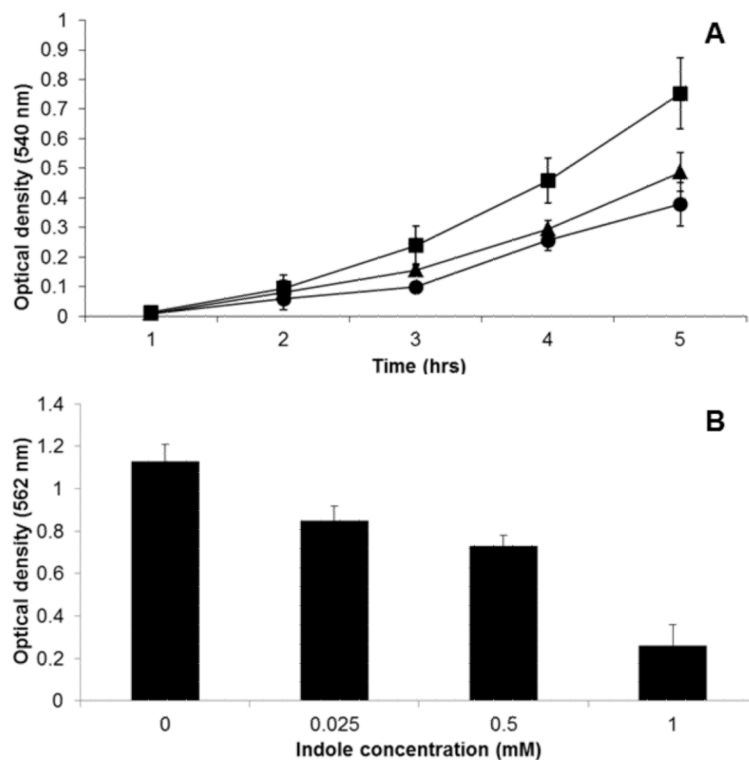 A
Optical density (540 nm)
1
0.9
0.8
0.7
0.6
0.5
0.4
0.3
0.2
0.1
0
1 2 3 4 5
Time (hrs)
B
Optical density (562 nm)
1.4
1.2
1
0.8
0.6
0.4
0.2
0
0 0.025 0.5 1
Indole concentration (mM)